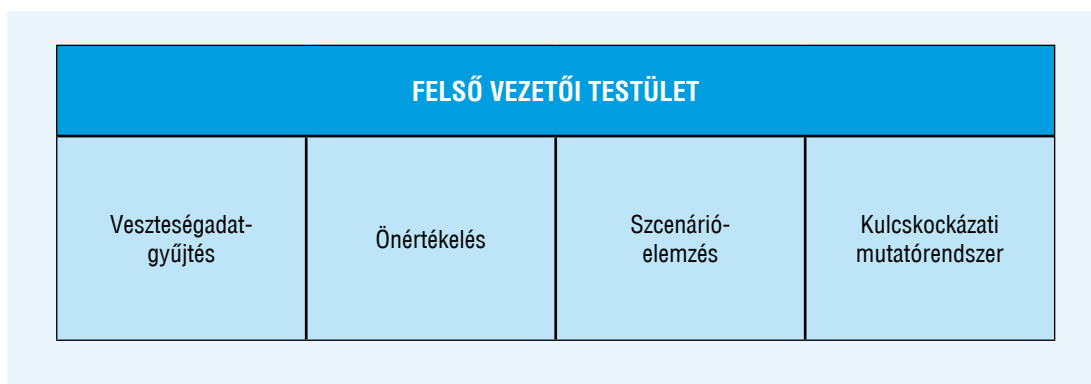 FELSŐ VEZETŐI TESTÜLET
Veszteségadat-
gyűjtés
Önértékelés
Szcenárió-
elemzés
Kulcskockázati
mutatórendszer